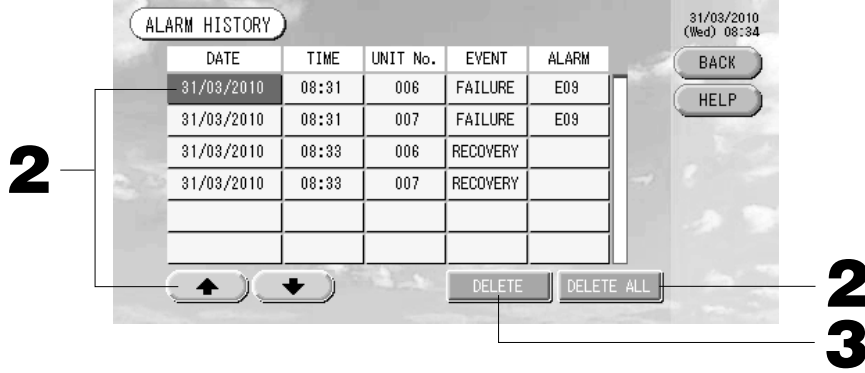 ALARM HISTORY
31/03/2010
(Wed) 08:34
BACK
HELP
DATE TIME UNIT No. EVENT ALARM
31/03/2010 08:31 006 FAILURE E09
31/03/2010 08:31 007 FAILURE E09
31/03/2010 08:33 006 RECOVERY
31/03/2010 08:33 007 RECOVERY
2
DELETE DELETE ALL
2
3